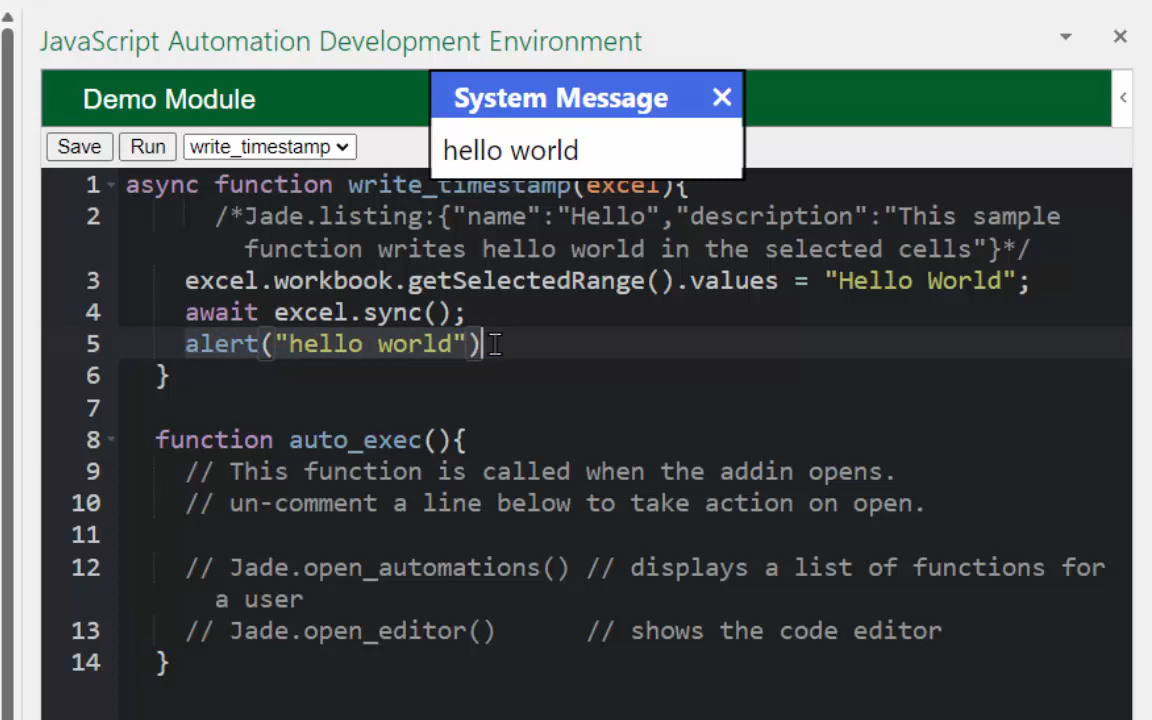 JavaScript Automation Development Environment
Demo Module
System Message
hello world
Save Run write_timestamp
1 async function write_timestamp(excel){
2 /*Jade.listing:{"name":"Hello","description":"This sample
function writes hello world in the selected cells"}*/
3 excel.workbook.getSelectedRange().values = "Hello World";
4 await excel.sync();
5 alert("hello world")
6 }
7
8 function auto_exec(){
9 // This function is called when the addin opens.
10 // un-comment a line below to take action on open.
11
12 // Jade.open_automations() // displays a list of functions for
a user
13 // Jade.open_editor() // shows the code editor
14 }